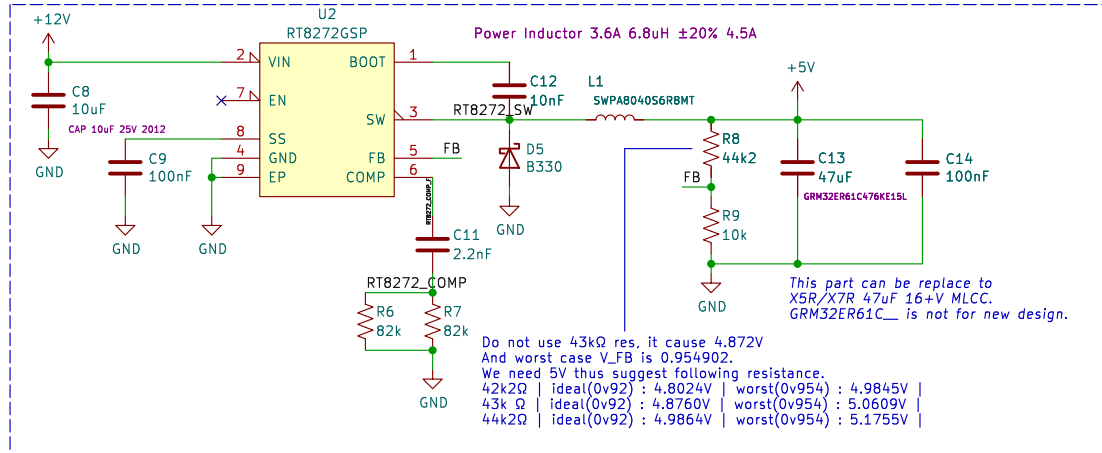 U2
RT8272GSP
Power Inductor 3.6A 6.8uH ±20% 4.5A
+12V
2
VIN
BOOT
1
C8
10uF
CAP 10uF 25V 2012
GND
7
EN
C12
10nF
RT8272_SW
L1
SWPA8040S6R8MT
+5V
SW
3
8
SS
4
GND
9
EP
FB
5
FB
COMP
6
C9
100nF
GND
GND
RT8272_COMP_F
D5
B330
GND
R8
44k2
FB
R9
10k
GND
C13
47uF
GRM32ER61C476KE15L
C14
100nF
C11
2.2nF
RT8272_COMP
R6
82k
R7
82k
GND
This part can be replace to
X5R/X7R 47uF 16+V MLCC.
GRM32ER61C__ is not for new design.
Do not use 43kΩ res, it cause 4.872V
And worst case V_FB is 0.954902.
We need 5V thus suggest following resistance.
42k2Ω | ideal(0v92) : 4.8024V | worst(0v954) : 4.9845V |
43k Ω | ideal(0v92) : 4.8760V | worst(0v954) : 5.0609V |
44k2Ω | ideal(0v92) : 4.9864V | worst(0v954) : 5.1755V |